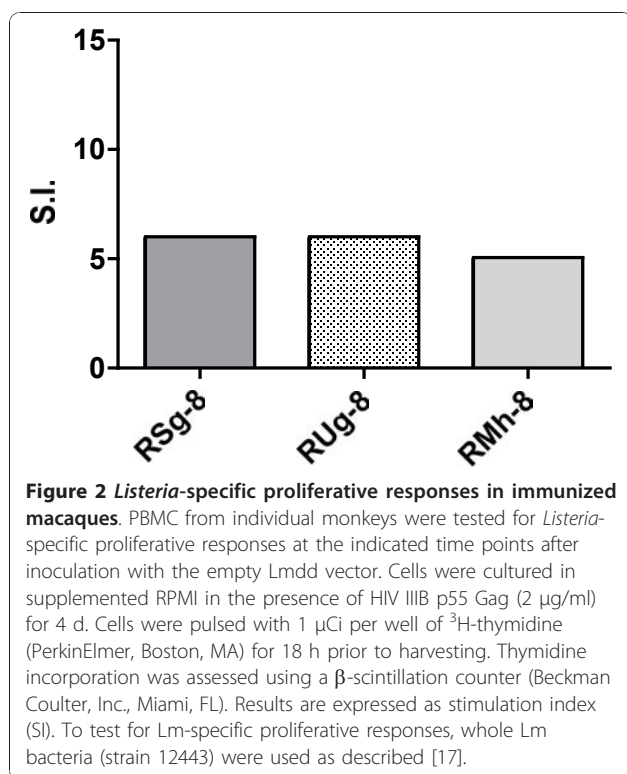 15
10
S.I.
5
0
RSg-8 RUg-8 RMh-8
Figure 2 Listeria-specific proliferative responses in immunized
macaques. PBMC from individual monkeys were tested for Listeria-
specific proliferative responses at the indicated time points after
inoculation with the empty Lmdd vector. Cells were cultured in
supplemented RPMI in the presence of HIV IIIB p55 Gag (2 μg/ml)
for 4 d. Cells were pulsed with 1 μCi per well of ³H-thymidine
(PerkinElmer, Boston, MA) for 18 h prior to harvesting. Thymidine
incorporation was assessed using a β-scintillation counter (Beckman
Coulter, Inc., Miami, FL). Results are expressed as stimulation index
(SI). To test for Lm-specific proliferative responses, whole Lm
bacteria (strain 12443) were used as described [17].